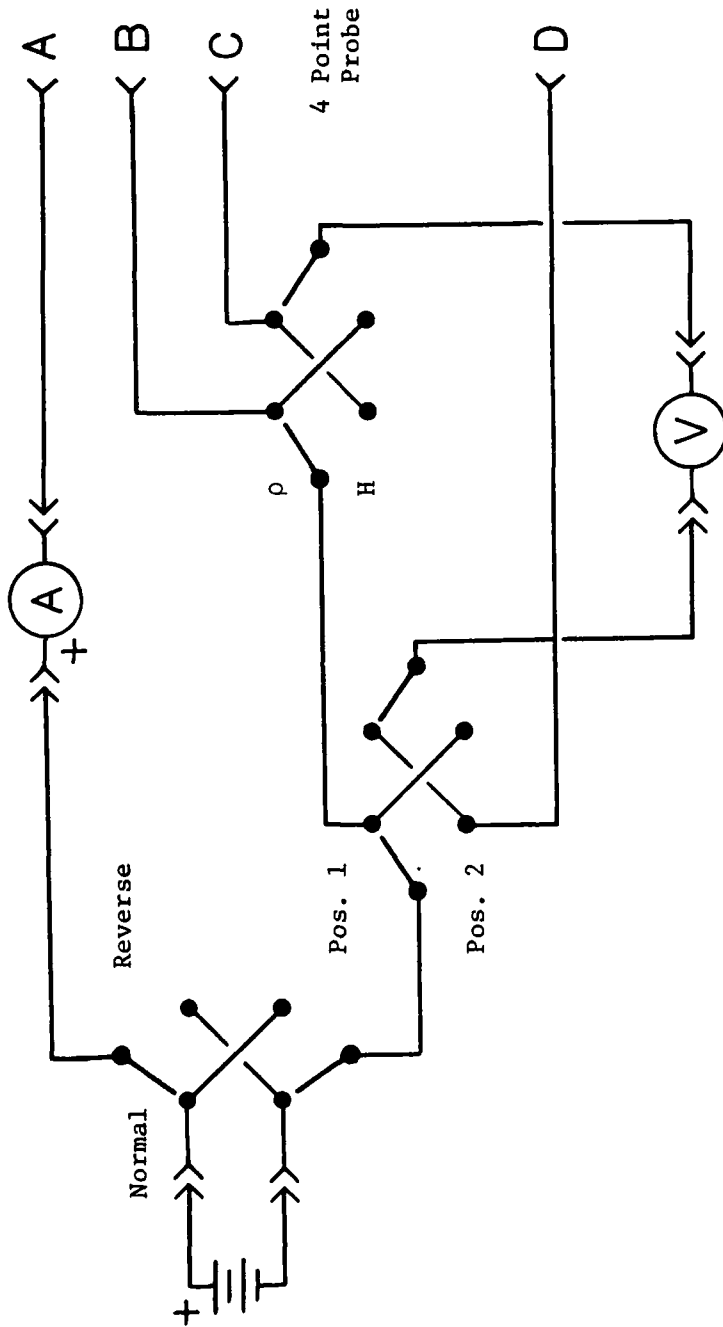 A
B
C
4 Point
Probe
D
A
+
Reverse
ρ
H
Normal
Pos. 1
Pos. 2
V
+